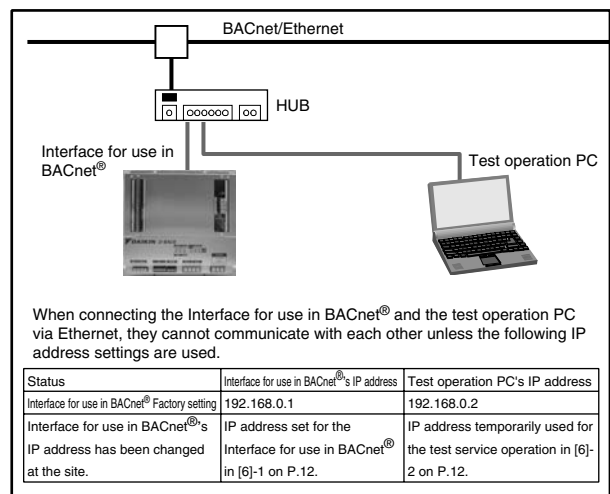 BACnet/Ethernet
HUB
Interface for use in
BACnet®
Test operation PC
DAIKIN
When connecting the Interface for use in BACnet® and the test operation PC
via Ethernet, they cannot communicate with each other unless the following IP
address settings are used.
Status Interface for use in BACnet®'s IP address Test operation PC's IP address
Interface for use in BACnet® Factory setting 192.168.0.1 192.168.0.2
Interface for use in BACnet®'s IP address set for the IP address temporarily used for
IP address has been changed Interface for use in BACnet® the test service operation in [6]-
at the site. in [6]-1 on P.12. 2 on P.12.